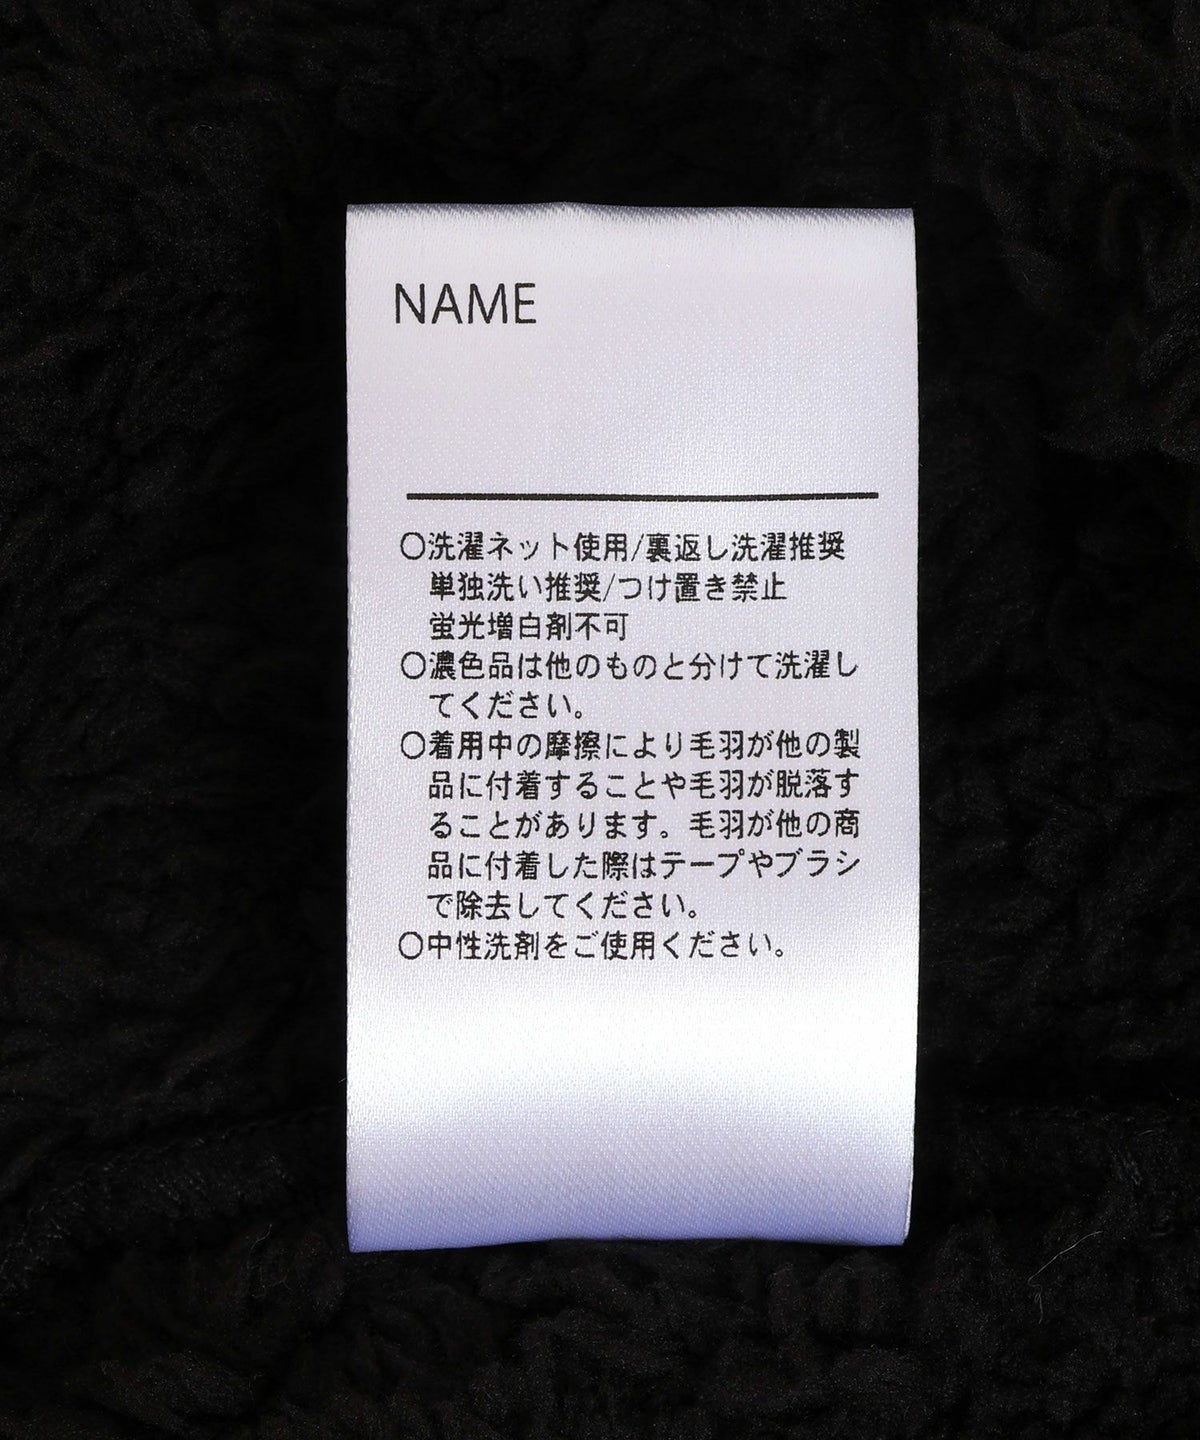 NAME
○洗濯ネット使用/裏返し洗濯推奨
単独洗い推奨/つけ置き禁止
蛍光増白剤不可
○濃色品は他のものと分けて洗濯し
てください。
○着用中の摩擦により毛羽が他の製
品に付着することや毛羽が脱落す
ることがあります。毛羽が他の商
品に付着した際はテープやブラシ
で除去してください。
○中性洗剤をご使用ください。